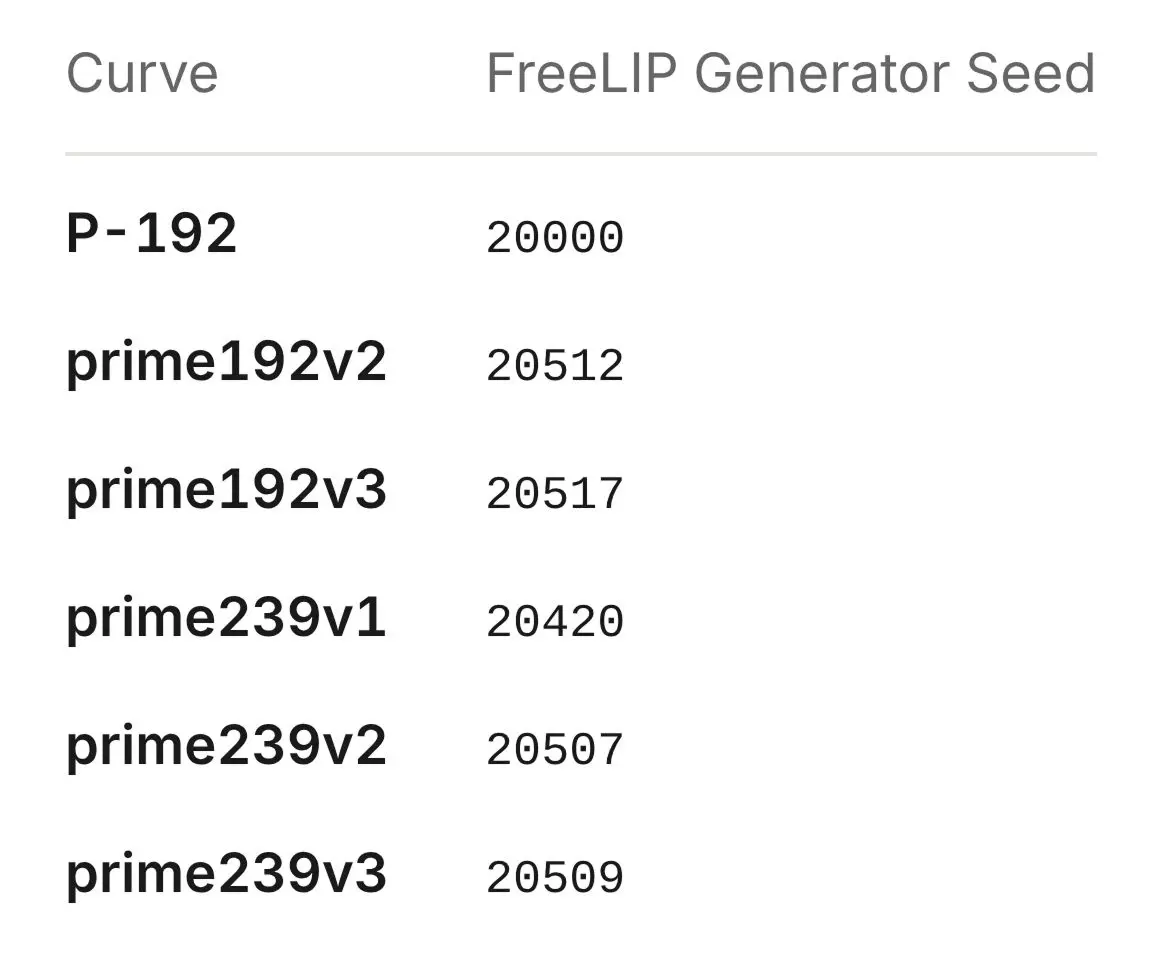 Curve FreeLIP Generator Seed
P-192 20000
prime192v2 20512
prime192v3 20517
prime239v1 20420
prime239v2 20507
prime239v3 20509